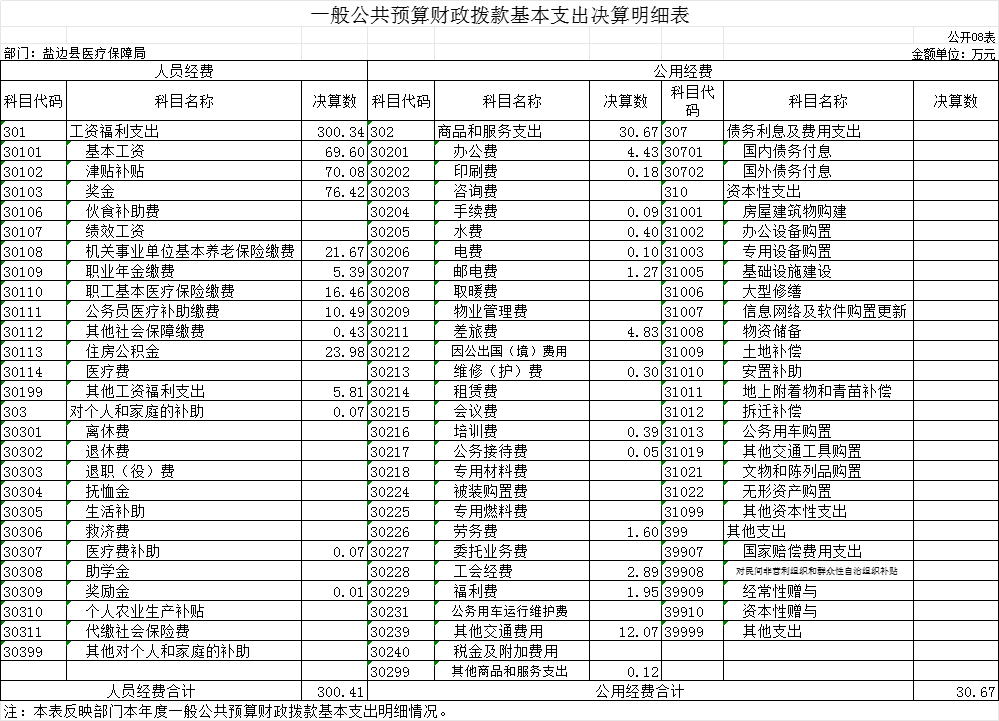 一般公共预算财政拨款基本支出决算明细表
公开08表
部门：盐边县医疗保障局 金额单位：万元
人员经费 公用经费
科目代码 科目名称 决算数 科目代码 科目名称 决算数 科目代码 科目名称 决算数
301 工资福利支出 300.34 302 商品和服务支出 30.67 307 债务利息及费用支出
30101 基本工资 69.60 30201 办公费 4.43 30701 国内债务付息
30102 津贴补贴 70.08 30202 印刷费 0.18 30702 国外债务付息
30103 奖金 76.42 30203 咨询费 310 资本性支出
30106 伙食补助费 30204 手续费 0.09 31001 房屋建筑物购建
30107 绩效工资 30205 水费 0.40 31002 办公设备购置
30108 机关事业单位基本养老保险缴费 21.67 30206 电费 0.10 31003 专用设备购置
30109 职业年金缴费 5.39 30207 邮电费 1.27 31005 基础设施建设
30110 职工基本医疗保险缴费 16.46 30208 取暖费 31006 大型修缮
30111 公务员医疗补助缴费 10.49 30209 物业管理费 31007 信息网络及软件购置更新
30112 其他社会保障缴费 0.43 30211 差旅费 4.83 31008 物资储备
30113 住房公积金 23.98 30212 因公出国（境）费用 31009 土地补偿
30114 医疗费 30213 维修（护）费 0.30 31010 安置补助
30199 其他工资福利支出 5.81 30214 租赁费 31011 地上附着物和青苗补偿
303 对个人和家庭的补助 0.07 30215 会议费 31012 拆迁补偿
30301 离休费 30216 培训费 0.39 31013 公务用车购置
30302 退休费 30217 公务接待费 0.05 31019 其他交通工具购置
30303 退职（役）费 30218 专用材料费 31021 文物和陈列品购置
30304 抚恤金 30224 被装购置费 31022 无形资产购置
30305 生活补助 30225 专用燃料费 31099 其他资本性支出
30306 救济费 30226 劳务费 1.60 399 其他支出
30307 医疗费补助 0.07 30227 委托业务费 39907 国家赔偿费用支出
30308 助学金 30228 工会经费 2.89 39908 对民间非营利组织和群众性自治组织补贴
30309 奖励金 0.01 30229 福利费 1.95 39909 经常性赠与
30310 个人农业生产补贴 30231 公务用车运行维护费 39910 资本性赠与
30311 代缴社会保险费 30239 其他交通费用 12.07 39999 其他支出
30399 其他对个人和家庭的补助 30240 税金及附加费用
30299 其他商品和服务支出 0.12
人员经费合计 300.41 公用经费合计 30.67
注：本表反映部门本年度一般公共预算财政拨款基本支出明细情况。